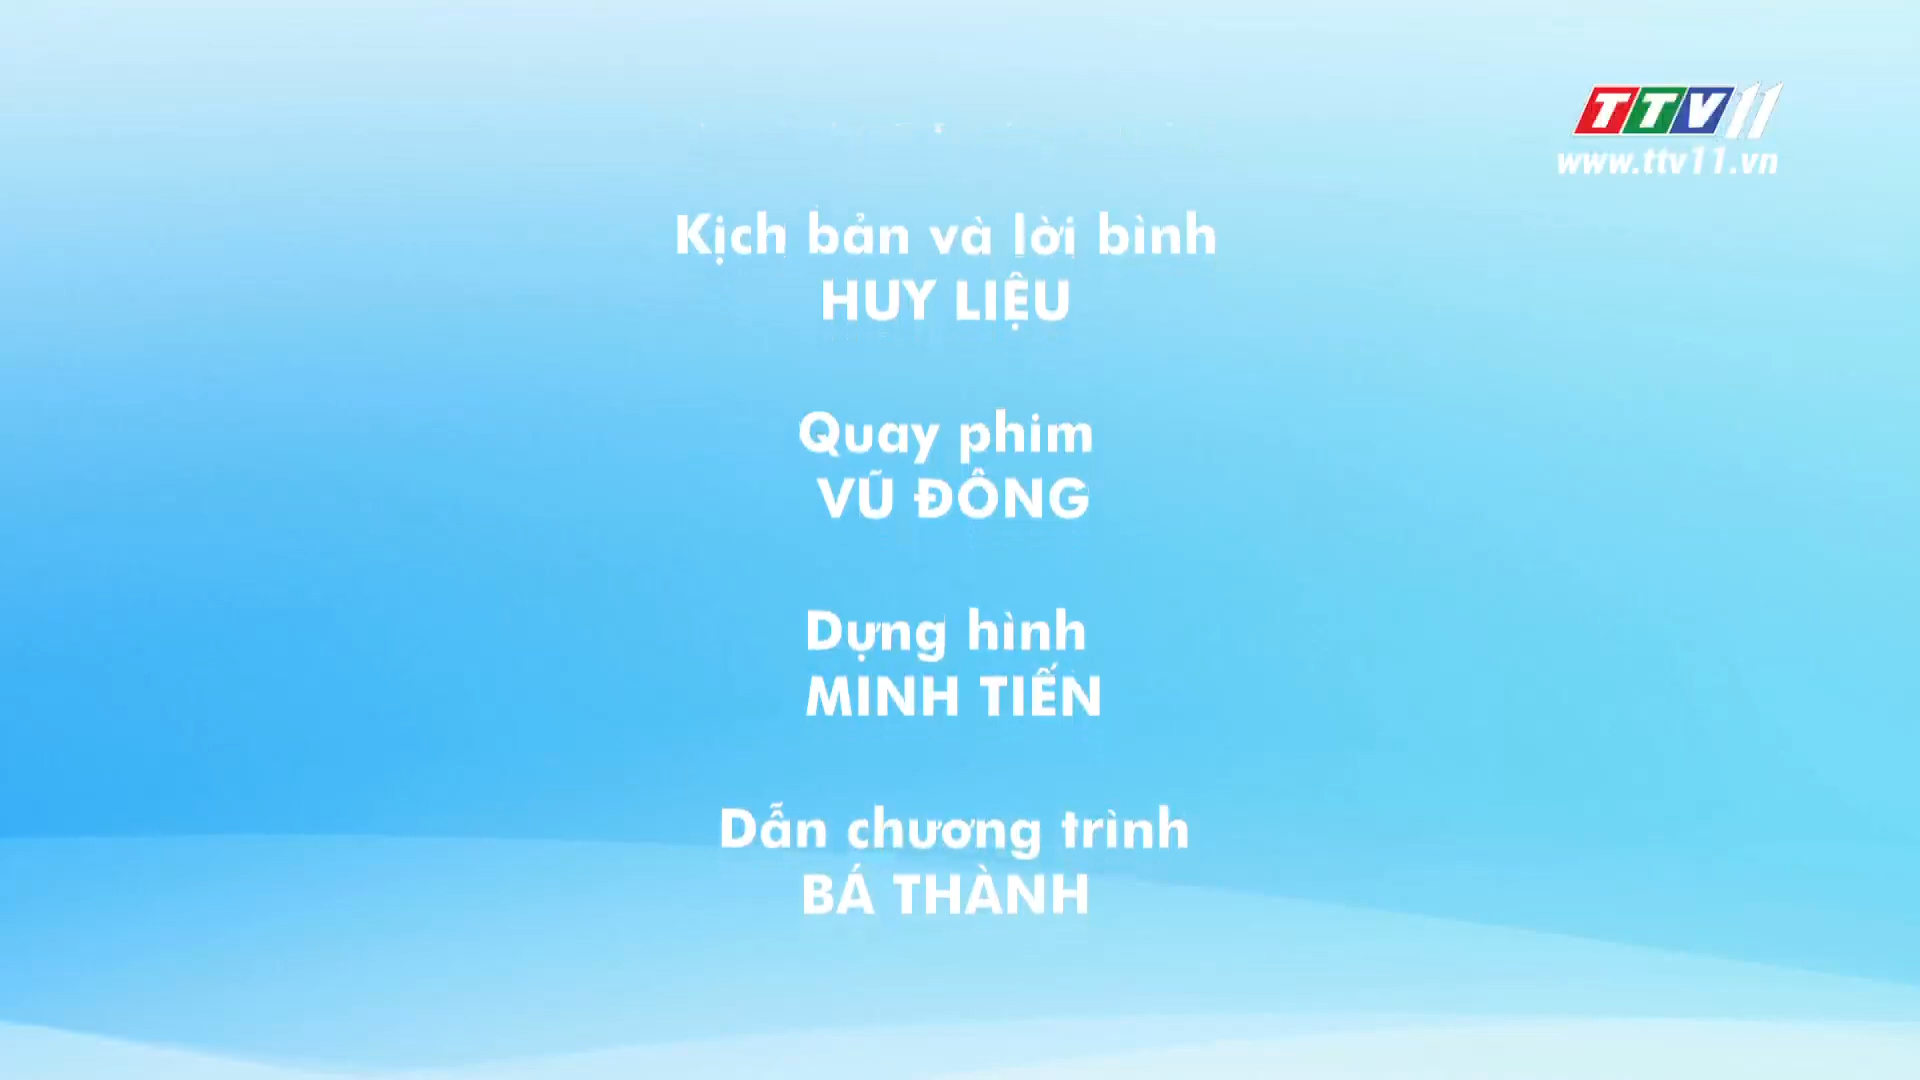 TTV11
www.ttv11.vn
Kịch bản và lời bình
HUY LIỆU
Quay phim
VŨ ĐÔNG
Dựng hình
MINH TIẾN
Dẫn chương trình
BÁ THÀNH